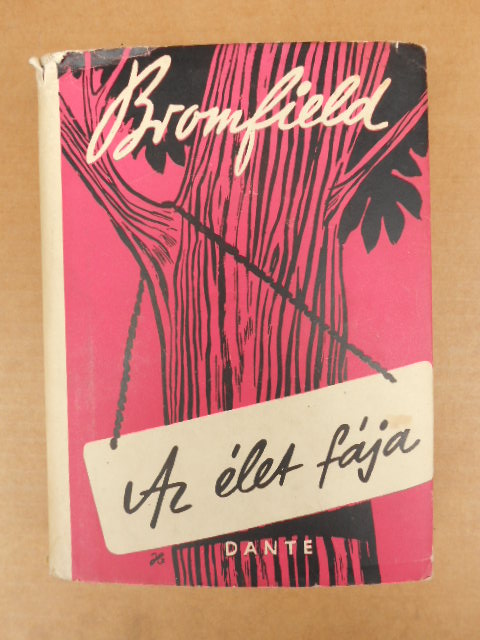 Bromfield
Az élet fája
DANTE